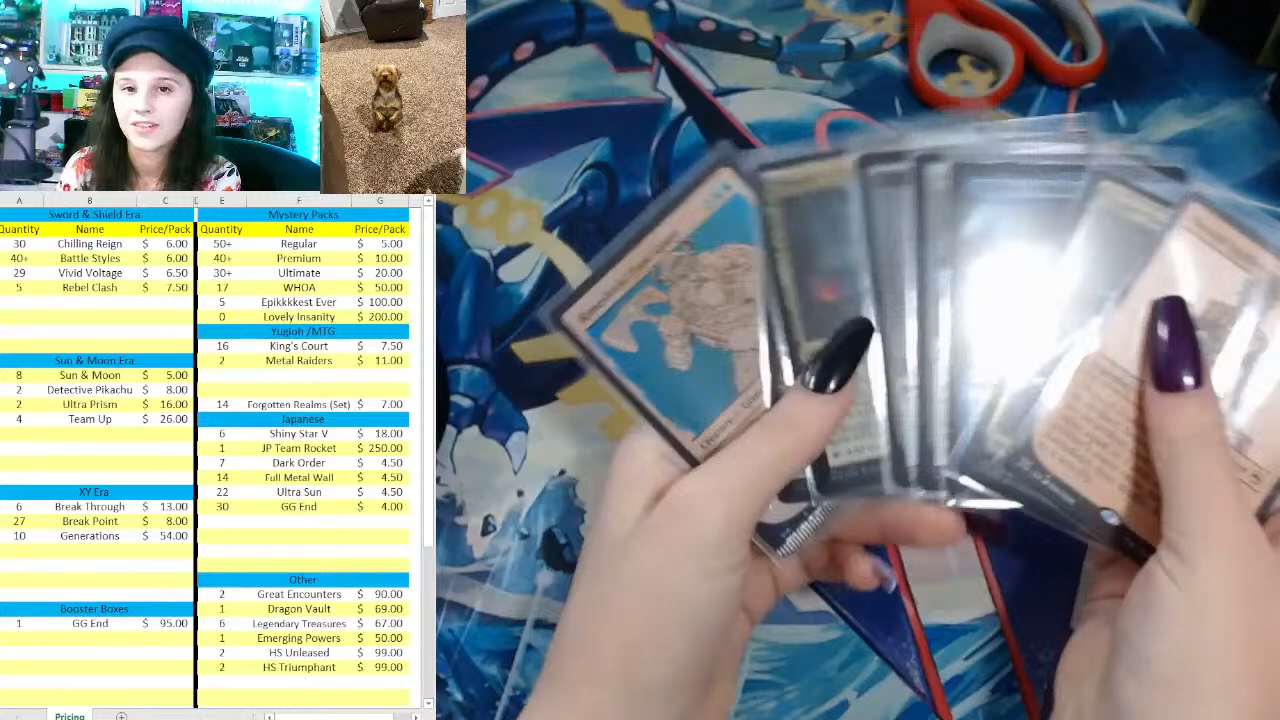 A B C E F G
Sword & Shield Era
Quantity Name Price/Pack
30 Chilling Reign $ 6.00
40+ Battle Styles $ 6.00
29 Vivid Voltage $ 6.50
5 Rebel Clash $ 7.50
Sun & Moon Era
8 Sun & Moon $ 5.00
2 Detective Pikachu $ 8.00
2 Ultra Prism $ 16.00
4 Team Up $ 26.00
XY Era
6 Break Through $ 13.00
27 Break Point $ 8.00
10 Generations $ 54.00
Booster Boxes
1 GG End $ 95.00
Mystery Packs
Quantity Name Price/Pack
50+ Regular $ 5.00
40+ Premium $ 10.00
30+ Ultimate $ 20.00
17 WHOA $ 50.00
5 Epikkkkest Ever $ 100.00
0 Lovely Insanity $ 200.00
Yugioh /MTG
16 King's Court $ 7.50
2 Metal Raiders $ 11.00
14 Forgotten Realms (Set) $ 7.00
Japanese
6 Shiny Star V $ 18.00
1 JP Team Rocket $ 250.00
7 Dark Order $ 4.50
14 Full Metal Wall $ 4.50
22 Ultra Sun $ 4.50
30 GG End $ 4.00
Other
2 Great Encounters $ 90.00
1 Dragon Vault $ 69.00
6 Legendary Treasures $ 67.00
1 Emerging Powers $ 50.00
2 HS Unleased $ 99.00
2 HS Triumphant $ 99.00
Pricing